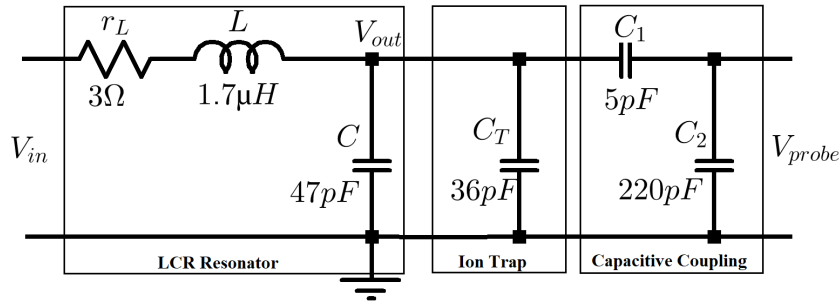 r_L L V_out C_1
3Ω 1.7μH 5pF
V_in C C_T C_2 V_probe
47pF 36pF 220pF
LCR Resonator Ion Trap Capacitive Coupling